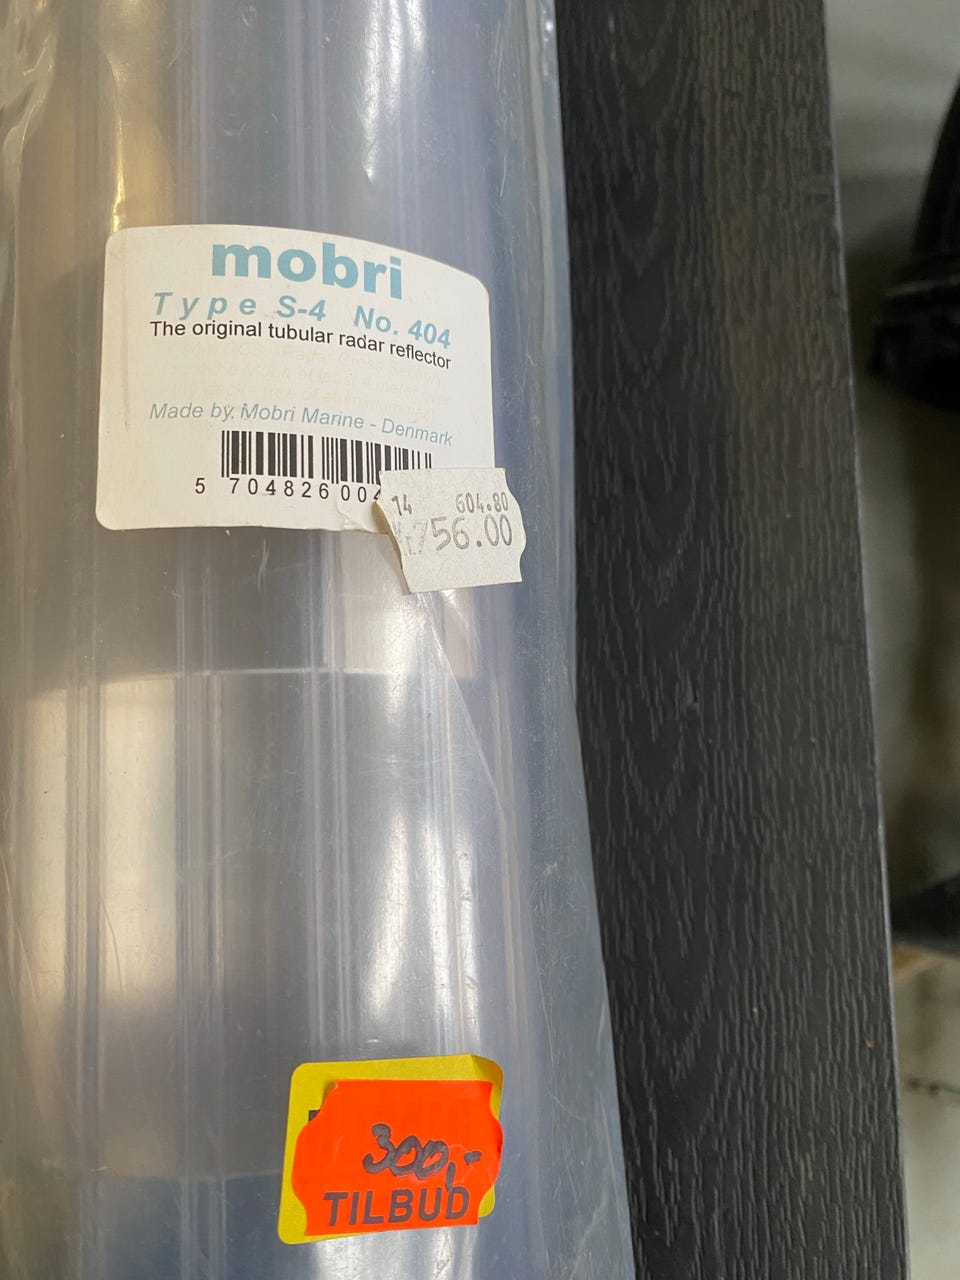 mobri
Type S-4 No. 404
The original tubular radar reflector
Made by. Mobri Marine - Denmark
5 704826 004
14 604.80
756.00
300,-
TILBUD